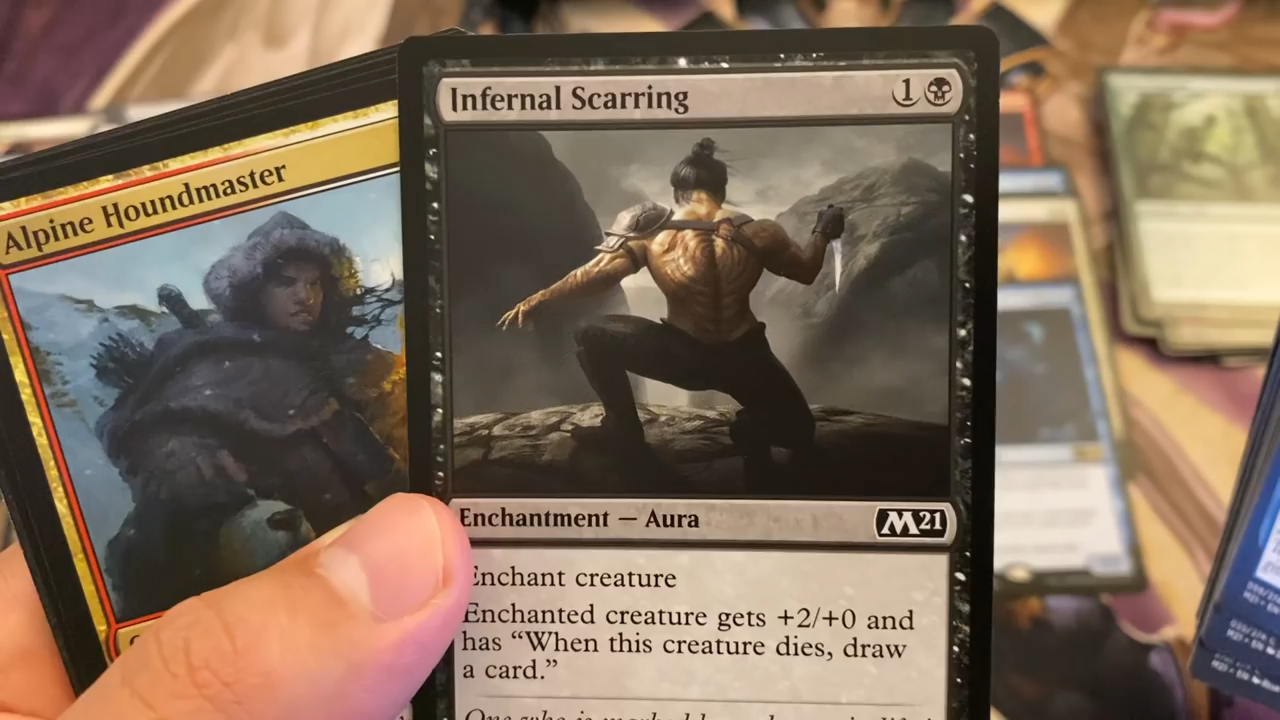 Alpine Houndmaster
Infernal Scarring
1
Enchantment — Aura
M21
Enchant creature
Enchanted creature gets +2/+0 and
has “When this creature dies, draw
a card.”